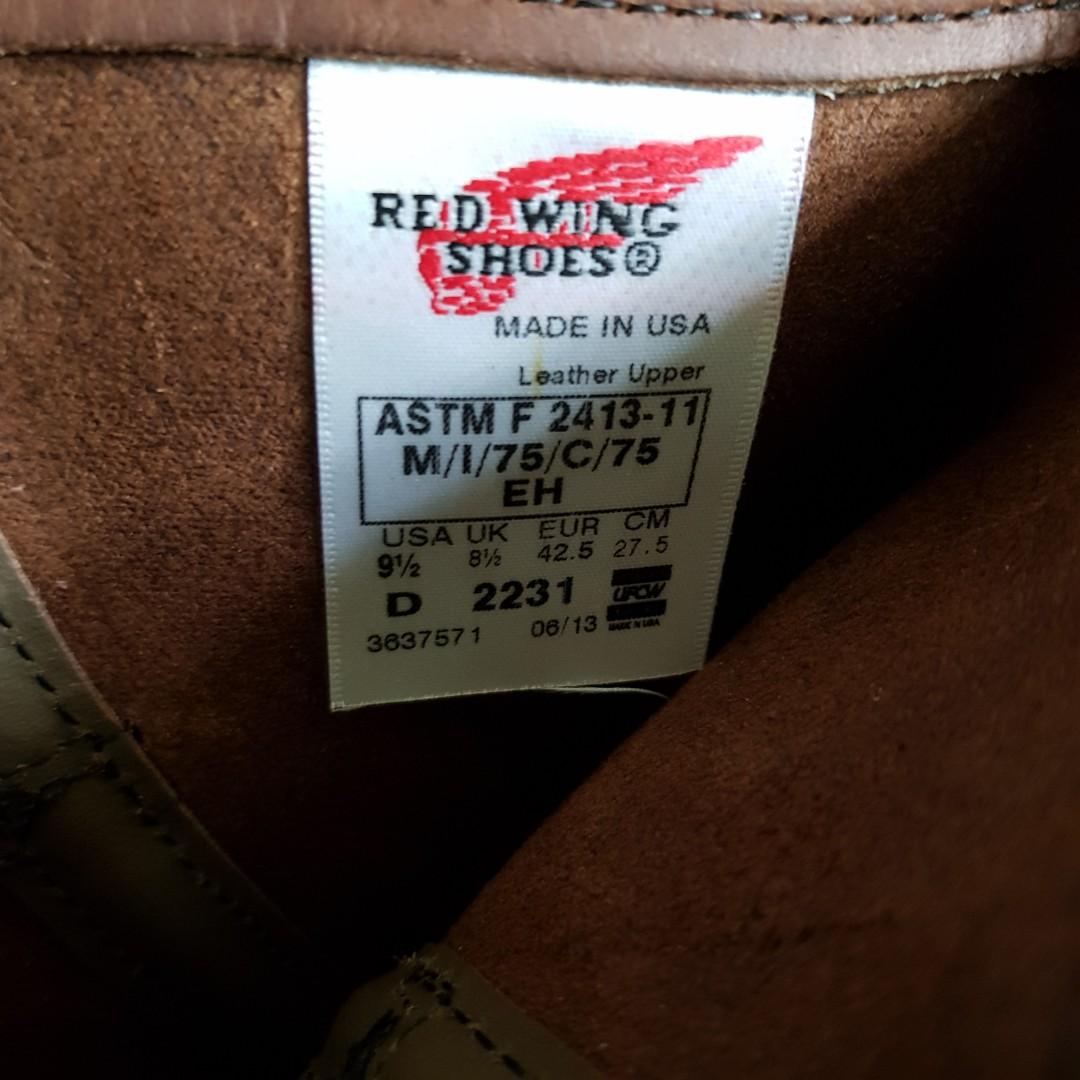 RED WING
SHOES®
MADE IN USA
Leather Upper
ASTM F 2413-11
M/I/75/C/75
EH
USA UK EUR CM
9½ 8½ 42.5 27.5
D 2231 UFCW
3637571 06/13 MADE IN USA